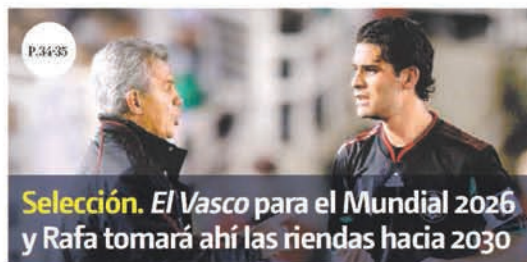 P.34-35
Selección. El Vasco para el Mundial 2026
y Rafa tomará ahí las riendas hacia 2030